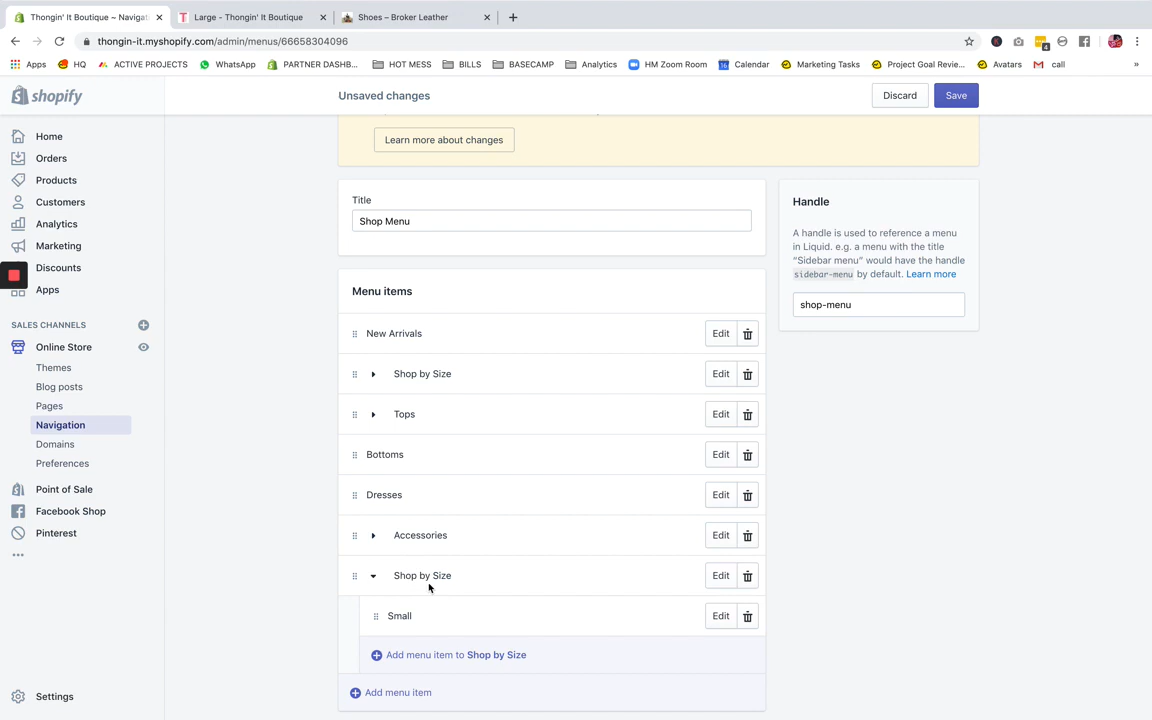 Thongin' It Boutique ~ Navigati
Large - Thongin' It Boutique
Shoes – Broker Leather
thongin-it.myshopify.com/admin/menus/66658304096
4
Apps
HQ
ACTIVE PROJECTS
WhatsApp
PARTNER DASHB...
HOT MESS
BILLS
BASECAMP
Analytics
HM Zoom Room
Calendar
Marketing Tasks
Project Goal Revie...
Avatars
call
»
shopify
Unsaved changes
Discard
Save
Learn more about changes
Home
Orders
Products
Customers
Analytics
Marketing
Discounts
Apps
SALES CHANNELS
Online Store
Themes
Blog posts
Pages
Navigation
Domains
Preferences
Point of Sale
Facebook Shop
Pinterest
Settings
Title
Shop Menu
Menu items
New Arrivals
Edit
Shop by Size
Edit
Tops
Edit
Bottoms
Edit
Dresses
Edit
Accessories
Edit
Shop by Size
Edit
Small
Edit
Add menu item to Shop by Size
Add menu item
Handle
A handle is used to reference a menu
in Liquid. e.g. a menu with the title
“Sidebar menu” would have the handle
sidebar-menu by default. Learn more
shop-menu